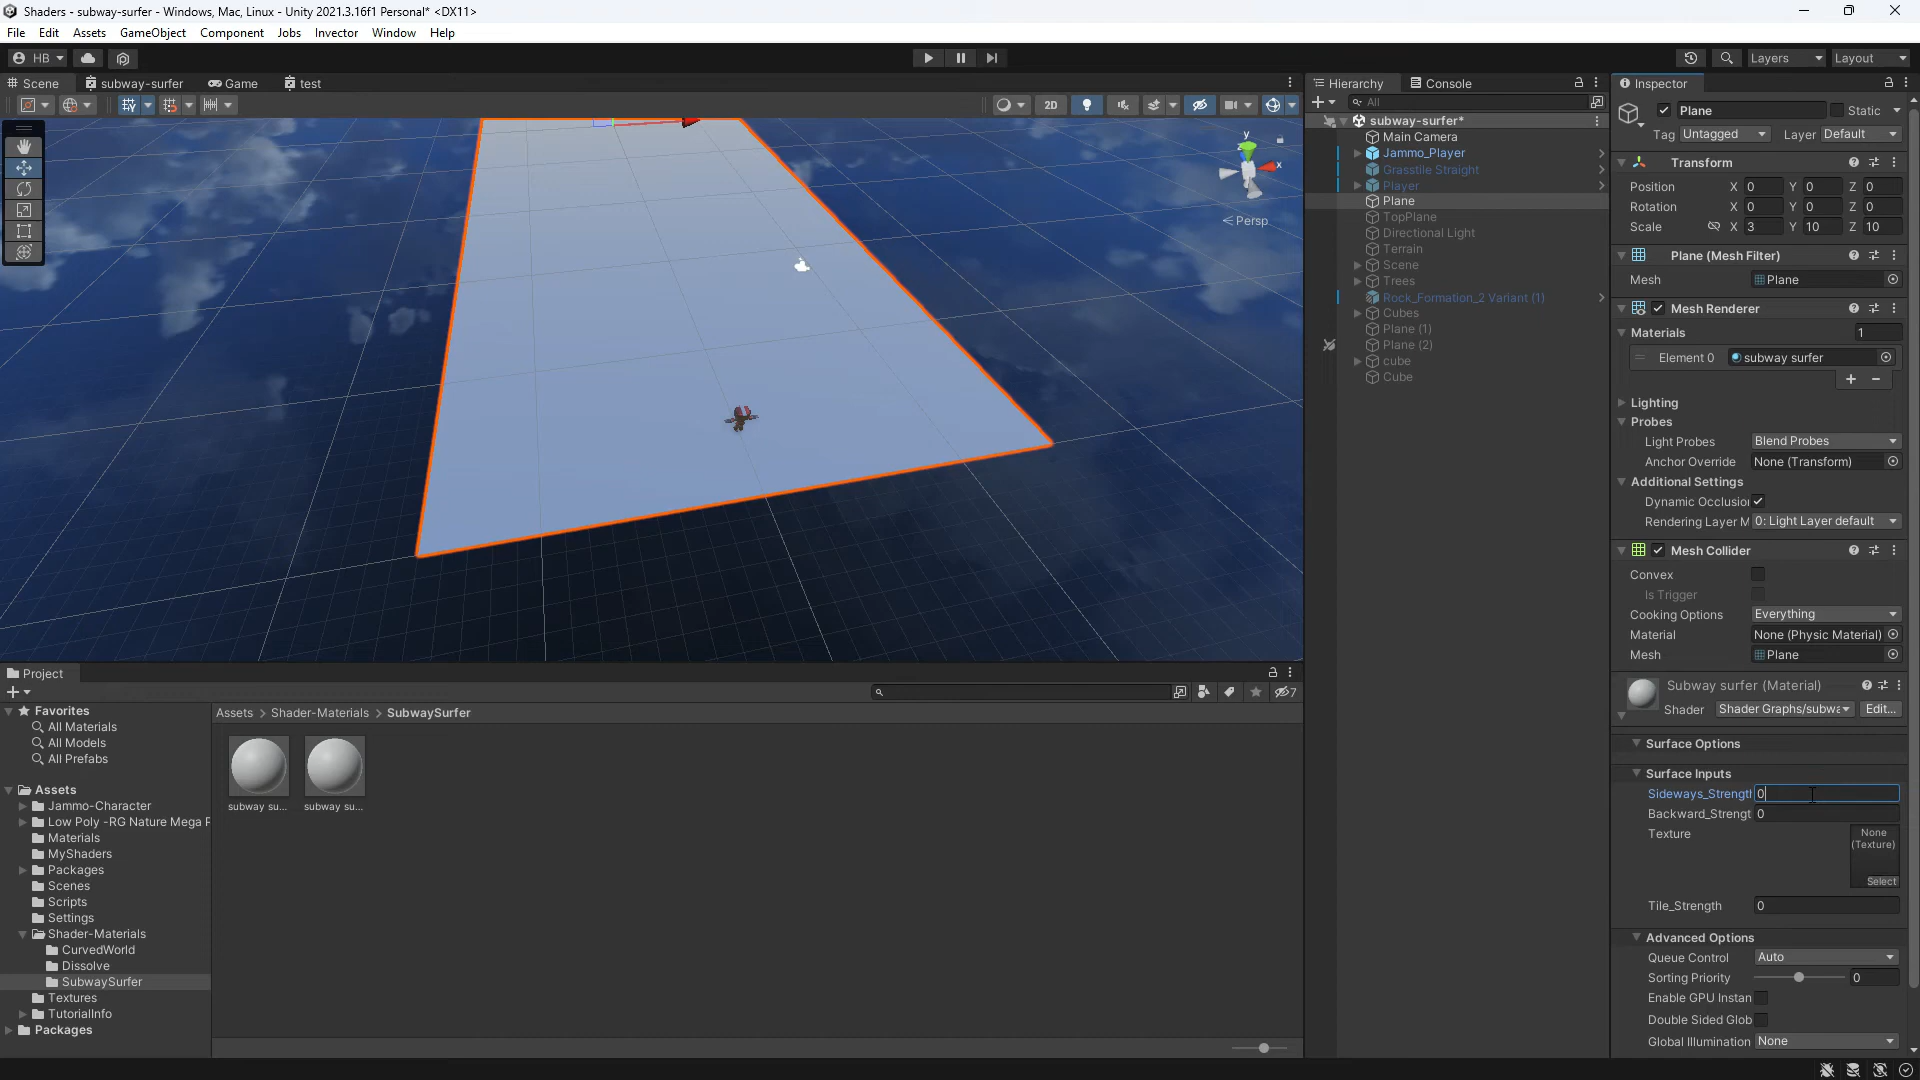 Shaders - subway-surfer - Windows, Mac, Linux - Unity 2021.3.16f1 Personal* <DX11>
File Edit Assets GameObject Component Jobs Invector Window Help
HB Layers Layout
Scene subway-surfer Game test
2D
y
x
z
Persp
Hierarchy Console
All
subway-surfer*
Main Camera
Jammo_Player
Grasstile Straight
Player
Plane
TopPlane
Directional Light
Terrain
Scene
Trees
Rock_Formation_2 Variant (1)
Cubes
Plane (1)
Plane (2)
cube
Cube
Inspector
Plane Static
Tag Untagged Layer Default
Transform
Position X 0 Y 0 Z 0
Rotation X 0 Y 0 Z 0
Scale X 3 Y 10 Z 10
Plane (Mesh Filter)
Mesh Plane
Mesh Renderer
Materials 1
Element 0 subway surfer
Lighting
Probes
Light Probes Blend Probes
Anchor Override None (Transform)
Additional Settings
Dynamic Occlusio
Rendering Layer M 0: Light Layer default
Mesh Collider
Convex
Is Trigger
Cooking Options Everything
Material None (Physic Material)
Mesh Plane
Subway surfer (Material)
Shader Shader Graphs/subwa Edit...
Surface Options
Surface Inputs
Sideways_Strengt 0
Backward_Strengt 0
Texture
None
(Texture)
Select
Tile_Strength 0
Advanced Options
Queue Control Auto
Sorting Priority 0
Enable GPU Instan
Double Sided Glob
Global Illumination None
Project
7
Favorites
All Materials
All Models
All Prefabs
Assets
Jammo-Character
Low Poly -RG Nature Mega P
Materials
MyShaders
Packages
Scenes
Scripts
Settings
Shader-Materials
CurvedWorld
Dissolve
SubwaySurfer
Textures
TutorialInfo
Packages
Assets > Shader-Materials > SubwaySurfer
subway su... subway su...